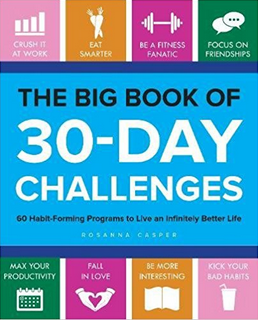 CRUSH IT
AT WORK
EAT
SMARTER
BE A FITNESS
FANATIC
FOCUS ON
FRIENDSHIPS
THE BIG BOOK OF
30-DAY
CHALLENGES
60 Habit-Forming Programs to Live an Infinitely Better Life
ROSANNA CASPER
MAX YOUR
PRODUCTIVITY
FALL
IN LOVE
BE MORE
INTERESTING
KICK YOUR
BAD HABITS